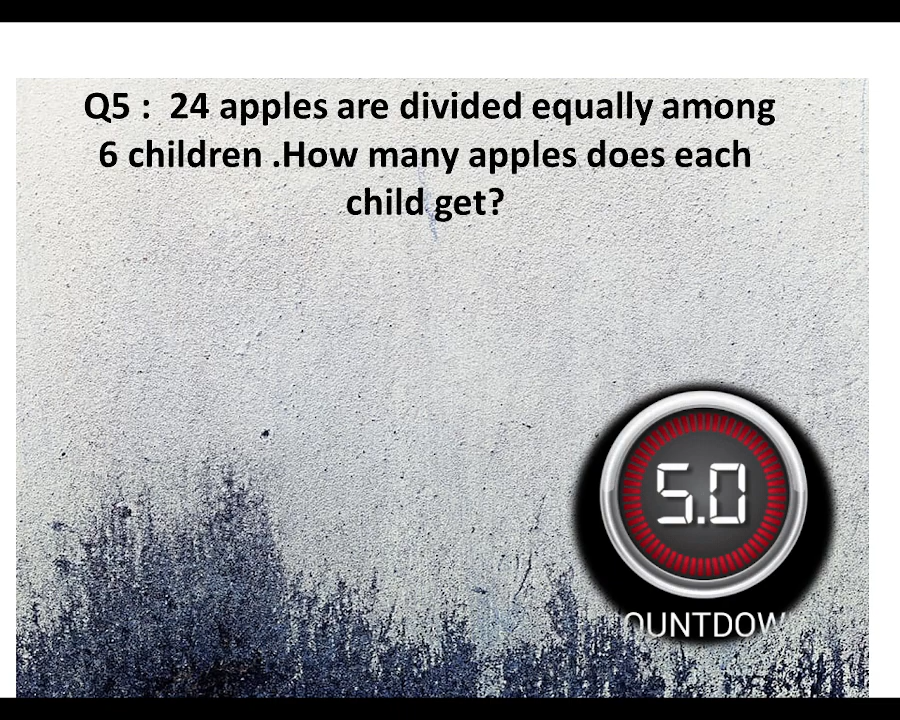 Q5 :  24 apples are divided equally among
6 children .How many apples does each
child get?
5.0
OUNTDOW